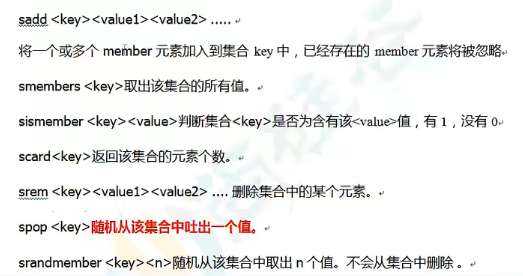 sadd <key><value1><value2> .....
将一个或多个 member 元素加入到集合 key 中，已经存在的 member 元素将被忽略
smembers <key>取出该集合的所有值。
sismember <key><value>判断集合<key>是否为含有该<value>值，有 1，没有 0
scard<key>返回该集合的元素个数。
srem <key><value1><value2> .... 删除集合中的某个元素。
spop <key>随机从该集合中吐出一个值。
srandmember <key><n>随机从该集合中取出 n 个值。不会从集合中删除 。